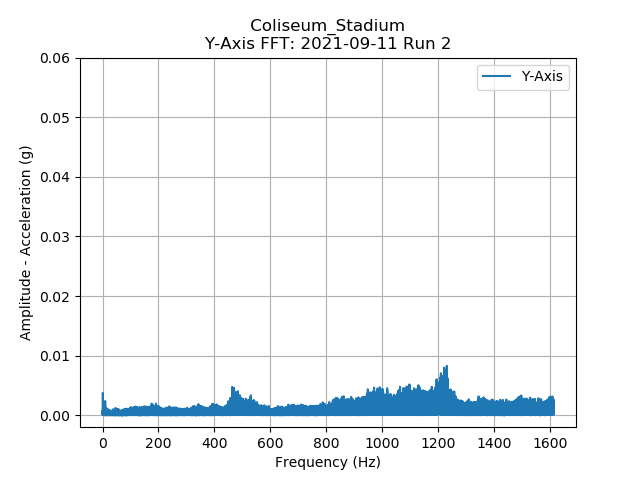 Coliseum_Stadium
Y-Axis FFT: 2021-09-11 Run 2
Y-Axis
0.06
0.05
0.04
0.03
0.02
0.01
0.00
Amplitude - Acceleration (g)
0 200 400 600 800 1000 1200 1400 1600
Frequency (Hz)